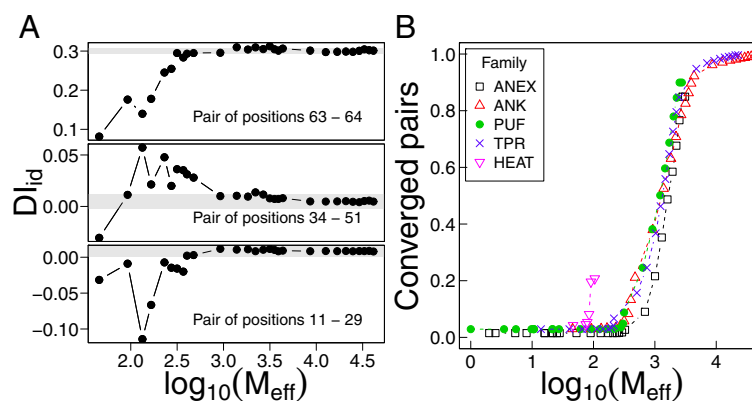 A
0.3
0.2
0.1
Pair of positions 63 – 64
0.05
0.00
Pair of positions 34 – 51
0.00
−0.05
−0.10
Pair of positions 11 – 29
DI_id
2.0 2.5 3.0 3.5 4.0 4.5
log10(Meff)
B
Converged pairs
1.0
0.8
0.6
0.4
0.2
0.0
Family
ANEX
ANK
PUF
TPR
HEAT
0 1 2 3 4
log10(Meff)